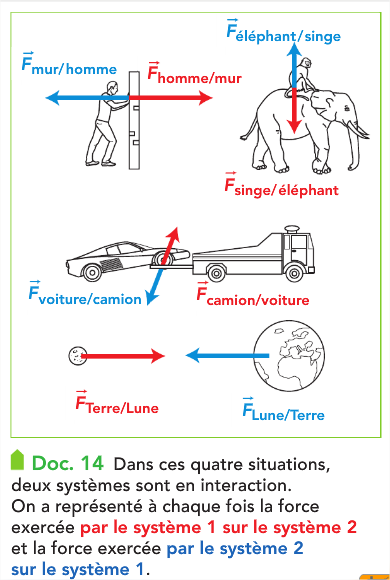 F éléphant/singe
F mur/homme
F homme/mur
F singe/éléphant
F voiture/camion
F camion/voiture
F Terre/Lune
F Lune/Terre
Doc. 14 Dans ces quatre situations,
deux systèmes sont en interaction.
On a représenté à chaque fois la force
exercée par le système 1 sur le système 2
et la force exercée par le système 2
sur le système 1.